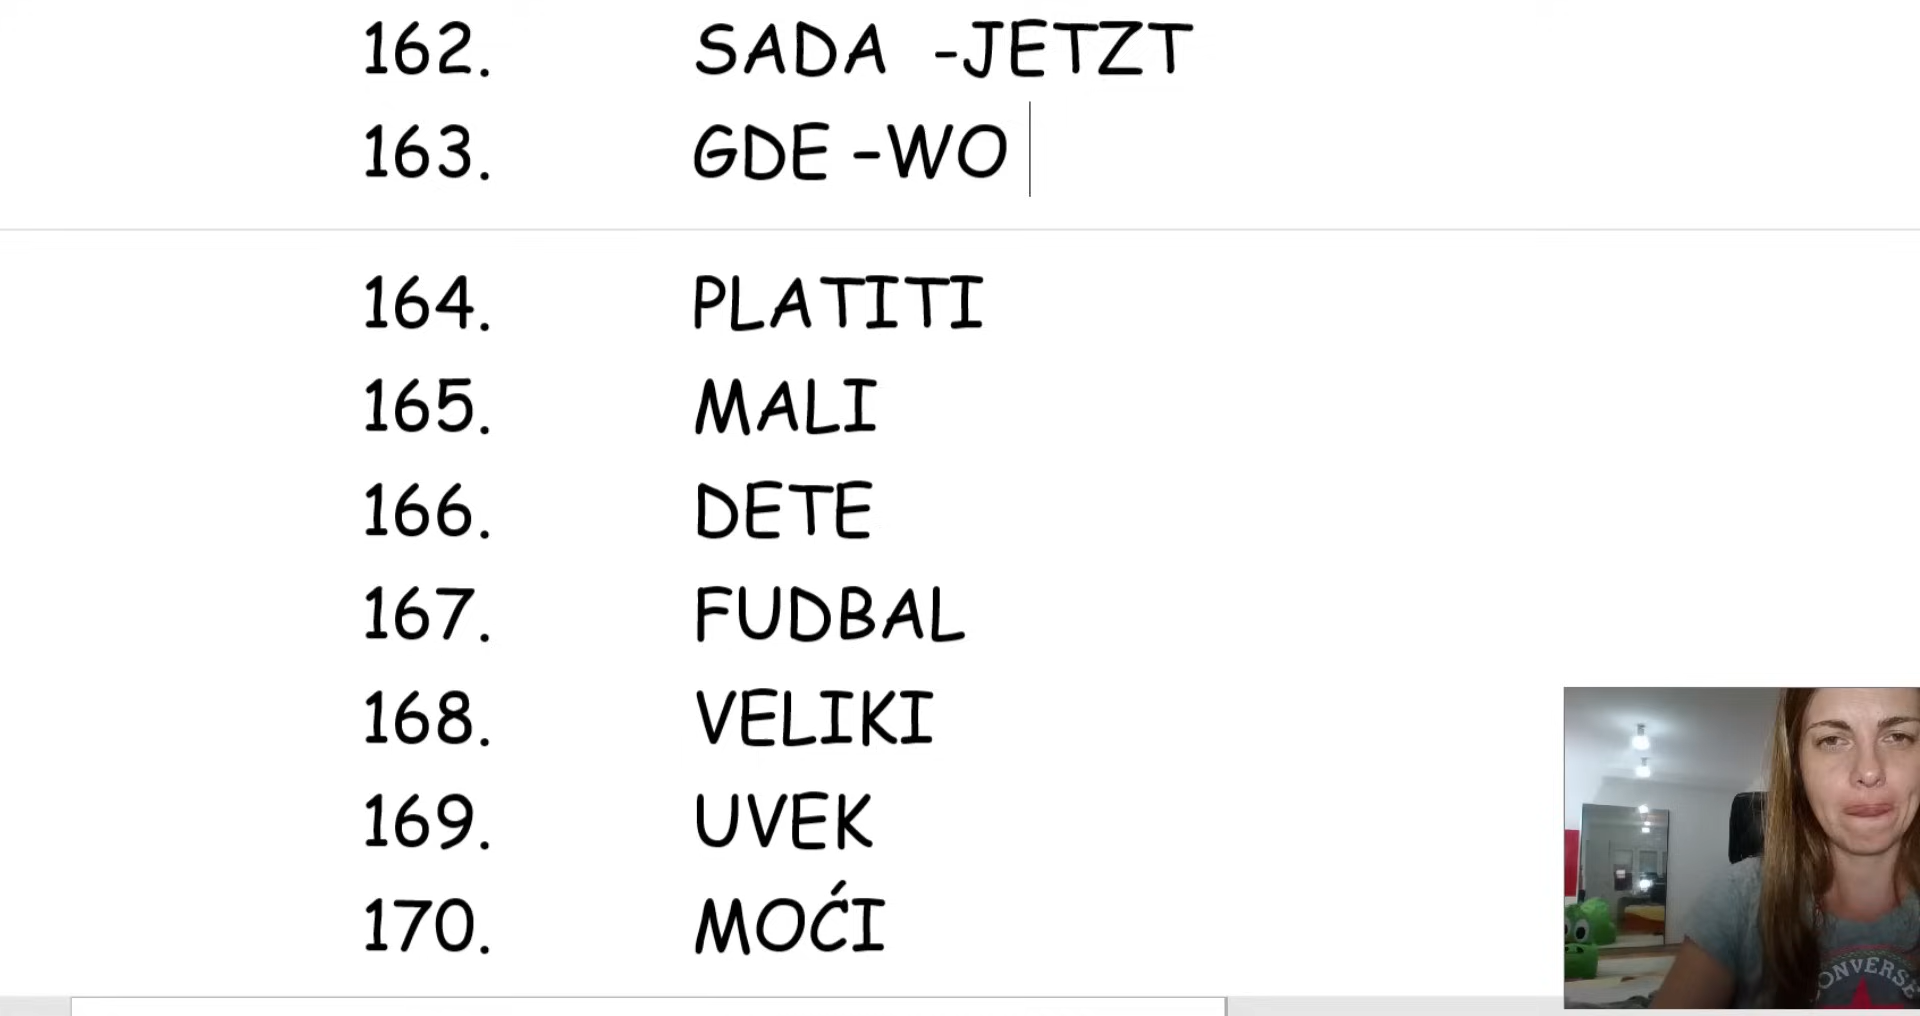 162. SADA -JETZT
163. GDE -WO
164. PLATITI
165. MALI
166. DETE
167. FUDBAL
168. VELIKI
169. UVEK
170. MOĆI
CONVERSE